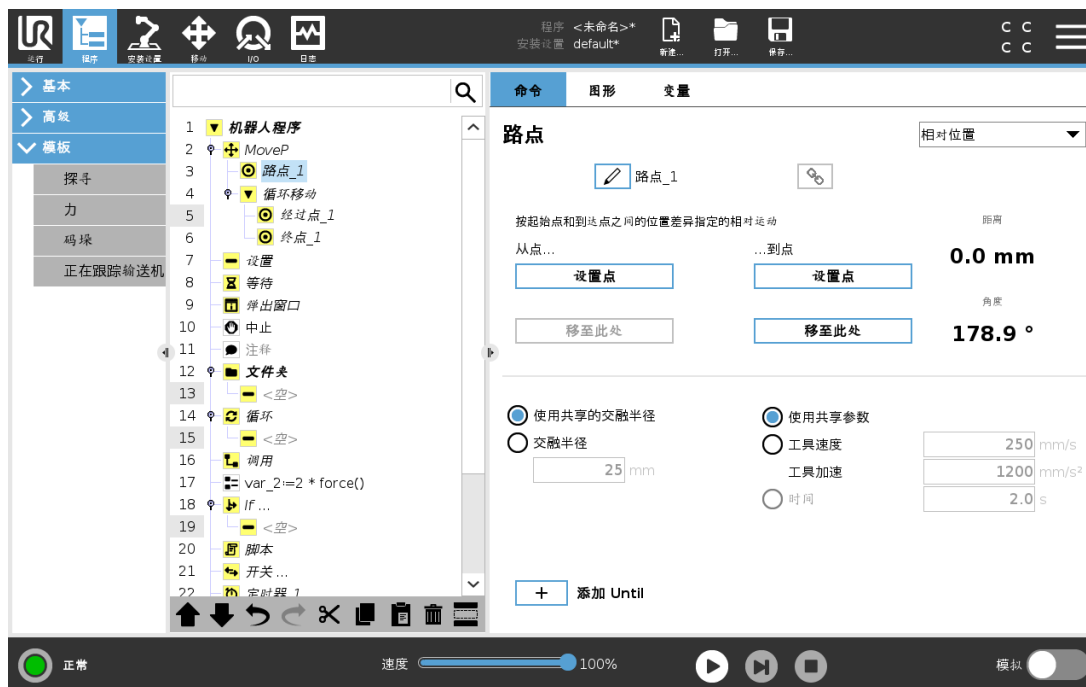 UR
程序 <未命名>*
安装设置 default*
运行 程序 安装设置 移动 I/O 日志 新建... 打开... 保存...
C C
C C
基本
高级
模板
探寻
力
码垛
正在跟踪输送机
1 机器人程序
2 MoveP
3 路点_1
4 循环移动
5 经过点_1
6 终点_1
7 设置
8 等待
9 弹出窗口
10 中止
11 注释
12 文件夹
13 <空>
14 循环
15 <空>
16 调用
17 var_2:=2 * force()
18 If ...
19 <空>
20 脚本
21 开关 ...
22 定时器_1
命令 图形 变量
路点 相对位置
路点_1
按起始点和到达点之间的位置差异指定的相对运动
从点... ...到点
设置点 设置点
移至此处 移至此处
距离
0.0 mm
角度
178.9 °
使用共享的交融半径
交融半径
25 mm
使用共享参数
工具速度 250 mm/s
工具加速 1200 mm/s²
时间 2.0 s
+ 添加 Until
正常 速度 100% 模拟